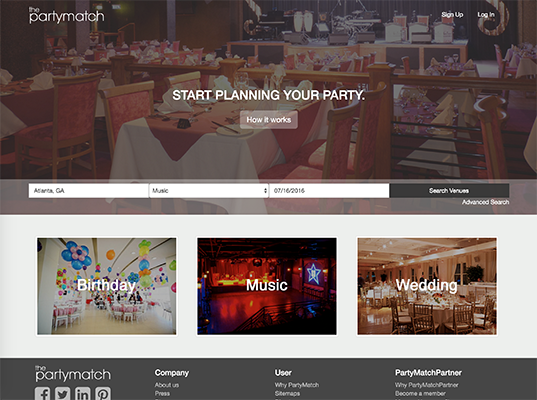 the
partymatch
Sign Up
Log In
START PLANNING YOUR PARTY.
How it works
Atlanta, GA
Music
07/16/2016
Search Venues
Advanced Search
Birthday
Music
Wedding
the
partymatch
Company
About us
Press
User
Why PartyMatch
Sitemaps
PartyMatchPartner
Why PartyMatchPartner
Become a member